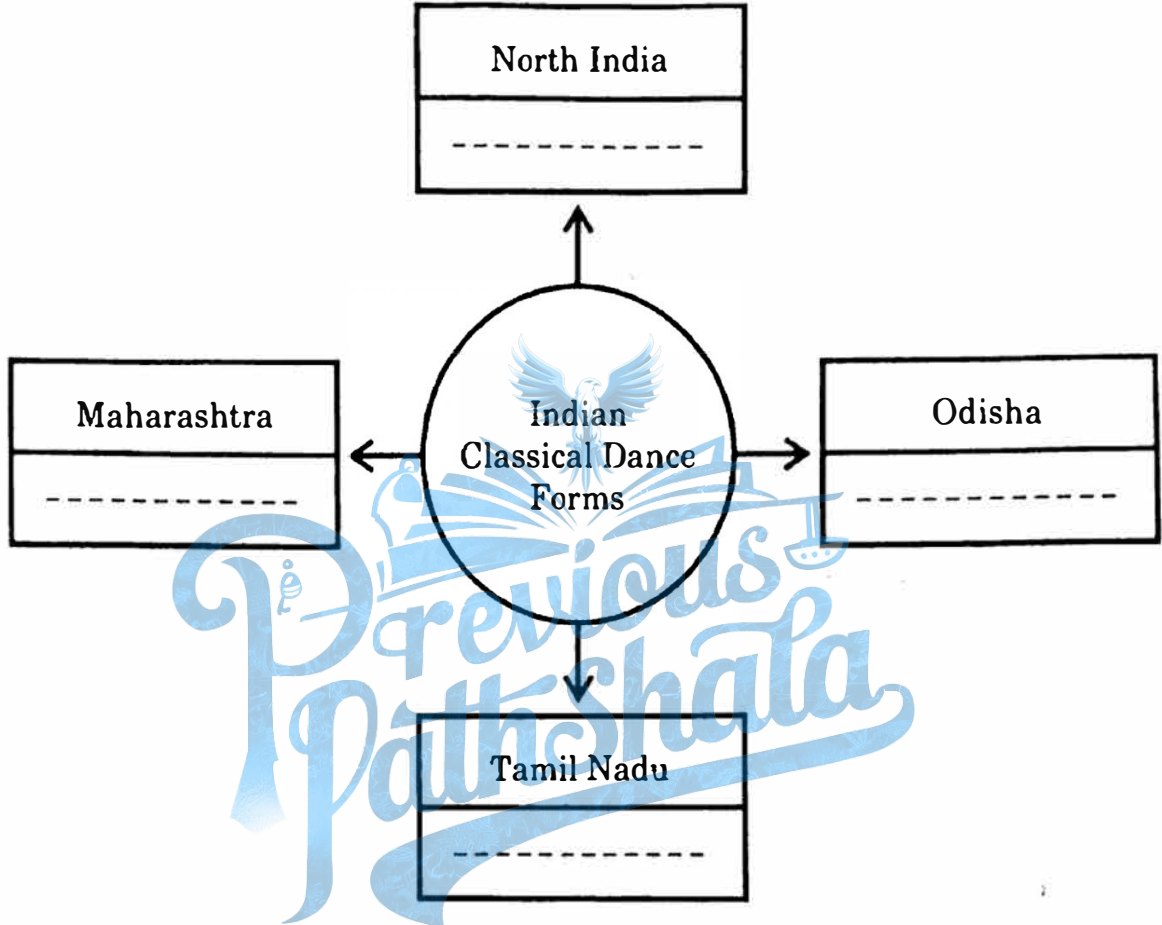 North India
Maharashtra
Indian
Classical Dance
Forms
Odisha
Tamil Nadu
Previous
Pathshala